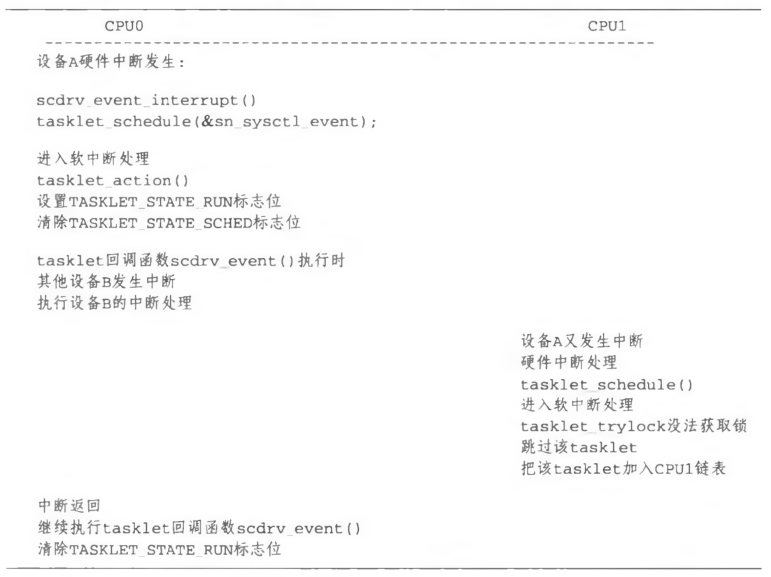 CPU0 CPU1
设备A硬件中断发生：
scdrv_event_interrupt()
tasklet_schedule(&sn_sysctl_event);
进入软中断处理
tasklet_action()
设置TASKLET_STATE_RUN标志位
清除TASKLET_STATE_SCHED标志位
tasklet回调函数scdrv_event()执行时
其他设备B发生中断
执行设备B的中断处理
设备A又发生中断
硬件中断处理
tasklet_schedule()
进入软中断处理
tasklet_trylock没法获取锁
跳过该tasklet
把该tasklet加入CPU1链表
中断返回
继续执行tasklet回调函数scdrv_event()
清除TASKLET_STATE_RUN标志位